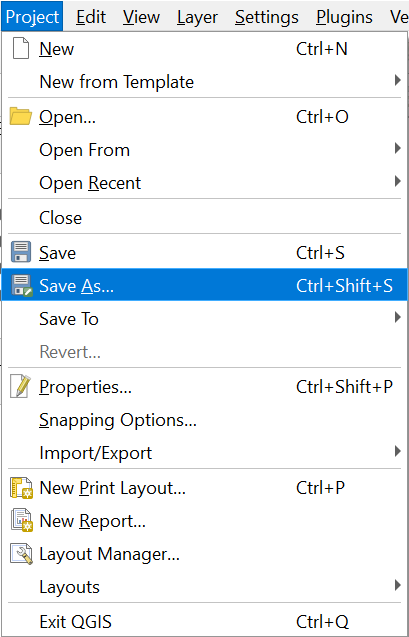 Project Edit View Layer Settings Plugins Ve
New Ctrl+N
New from Template
Open... Ctrl+O
Open From
Open Recent
Close
Save Ctrl+S
Save As... Ctrl+Shift+S
Save To
Revert...
Properties... Ctrl+Shift+P
Snapping Options...
Import/Export
New Print Layout... Ctrl+P
New Report...
Layout Manager...
Layouts
Exit QGIS Ctrl+Q